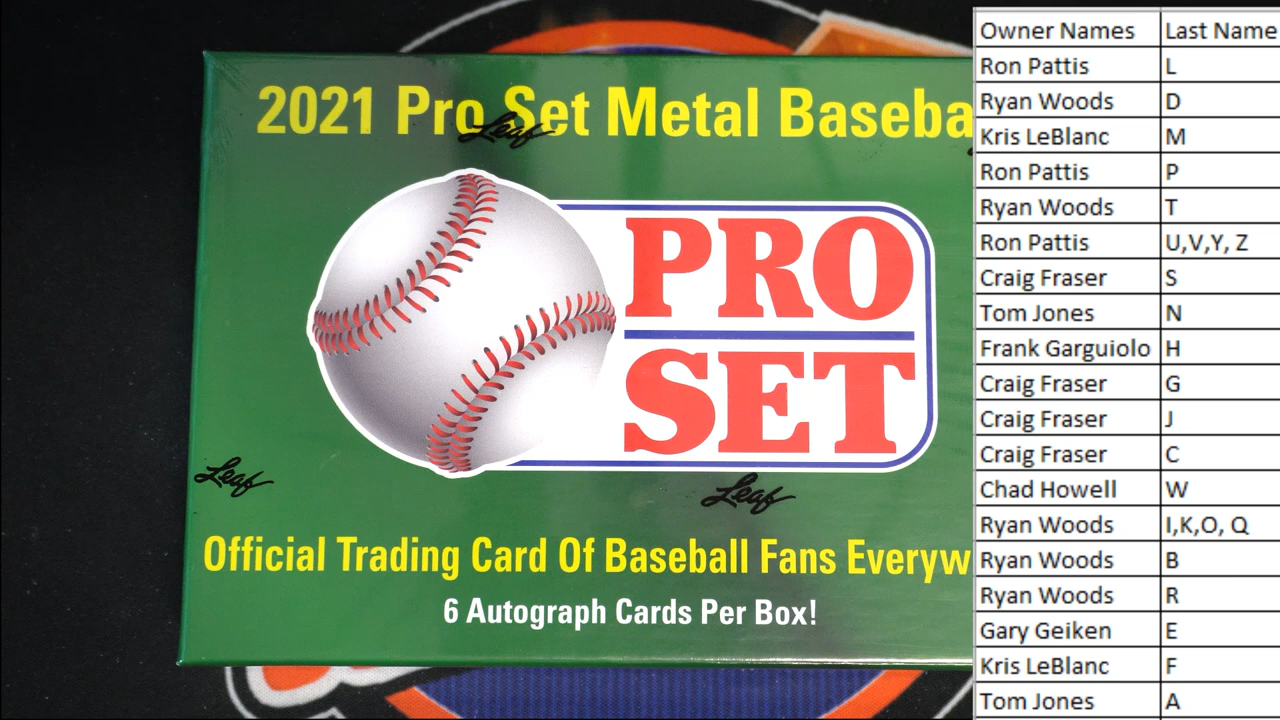 2021 Pro Set Metal Baseba
Leaf
PRO
SET
Leaf
Leaf
Official Trading Card Of Baseball Fans Everyw
6 Autograph Cards Per Box!
Owner Names Last Name
Ron Pattis L
Ryan Woods D
Kris LeBlanc M
Ron Pattis P
Ryan Woods T
Ron Pattis U,V,Y, Z
Craig Fraser S
Tom Jones N
Frank Garguiolo H
Craig Fraser G
Craig Fraser J
Craig Fraser C
Chad Howell W
Ryan Woods I,K,O, Q
Ryan Woods B
Ryan Woods R
Gary Geiken E
Kris LeBlanc F
Tom Jones A